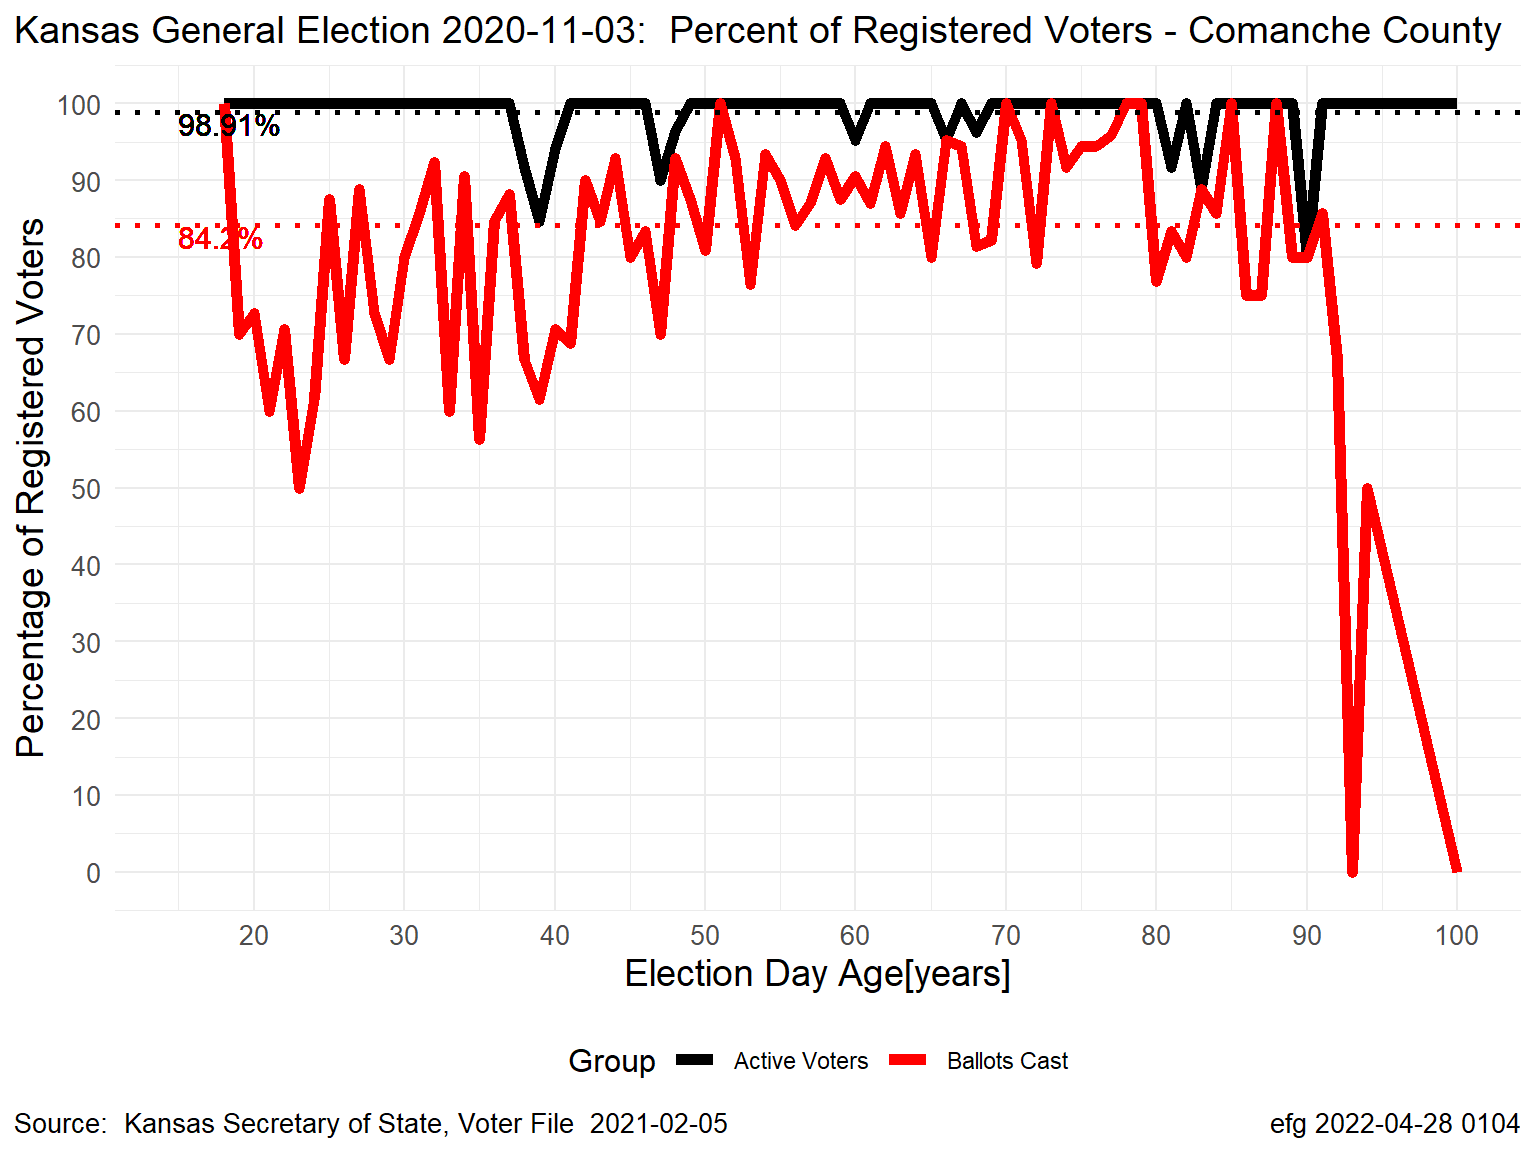 Kansas General Election 2020-11-03:  Percent of Registered Voters - Comanche County
Percentage of Registered Voters
100
90
80
70
60
50
40
30
20
10
0
98.91%
84.2%
20 30 40 50 60 70 80 90 100
Election Day Age[years]
Group Active Voters Ballots Cast
Source:  Kansas Secretary of State, Voter File  2021-02-05
efg 2022-04-28 0104